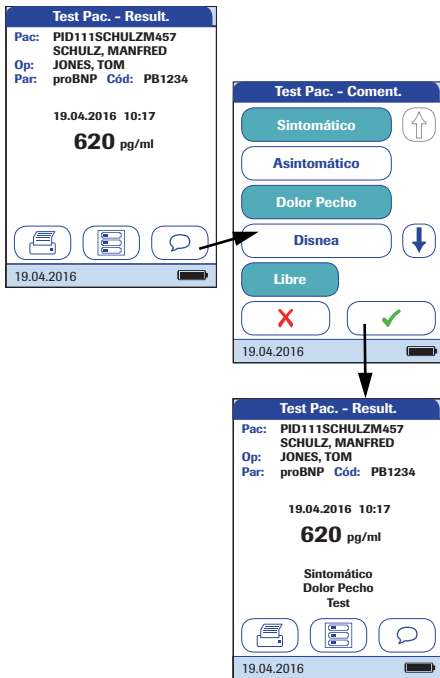 Test Pac. - Result.
Pac: PID111SCHULZM457
SCHULZ, MANFRED
Op: JONES, TOM
Par: proBNP Cód: PB1234
19.04.2016 10:17
620 pg/ml
19.04.2016
Test Pac. - Coment.
Sintomático
Asintomático
Dolor Pecho
Disnea
Libre
19.04.2016
Test Pac. - Result.
Pac: PID111SCHULZM457
SCHULZ, MANFRED
Op: JONES, TOM
Par: proBNP Cód: PB1234
19.04.2016 10:17
620 pg/ml
Sintomático
Dolor Pecho
Test
19.04.2016